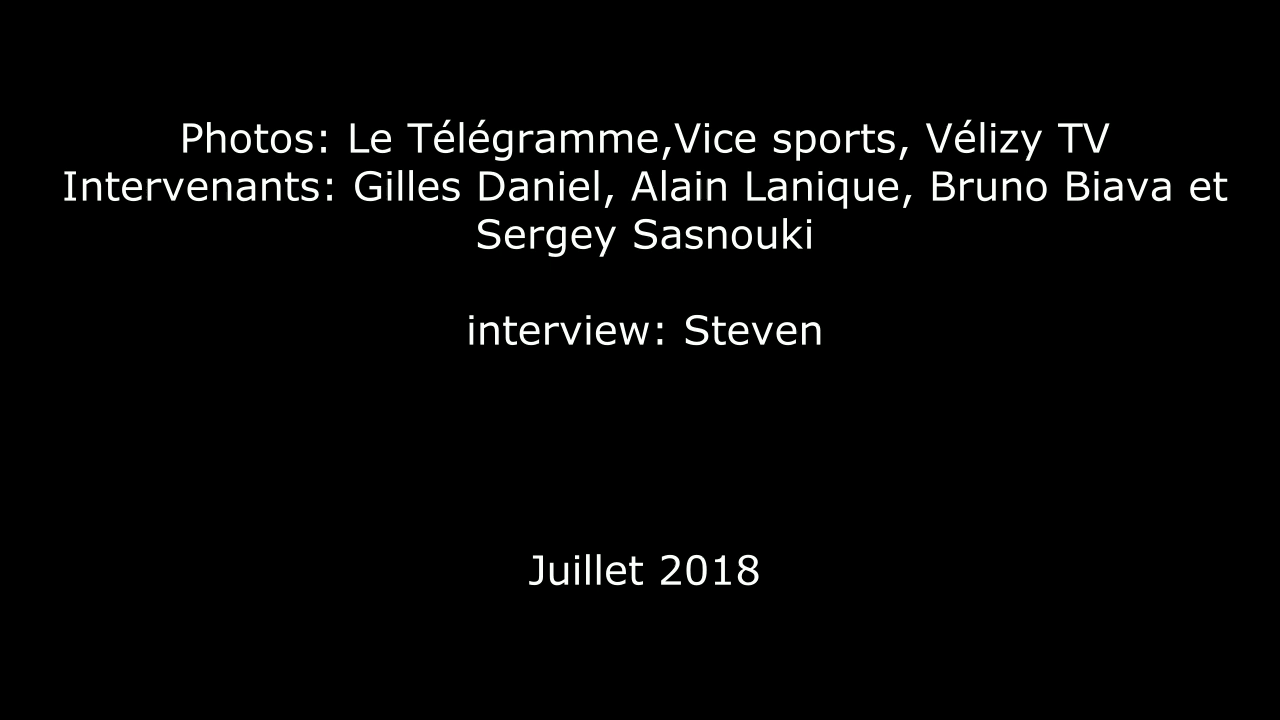 Photos: Le Télégramme,Vice sports, Vélizy TV
Intervenants: Gilles Daniel, Alain Lanique, Bruno Biava et
Sergey Sasnouki
interview: Steven
Juillet 2018